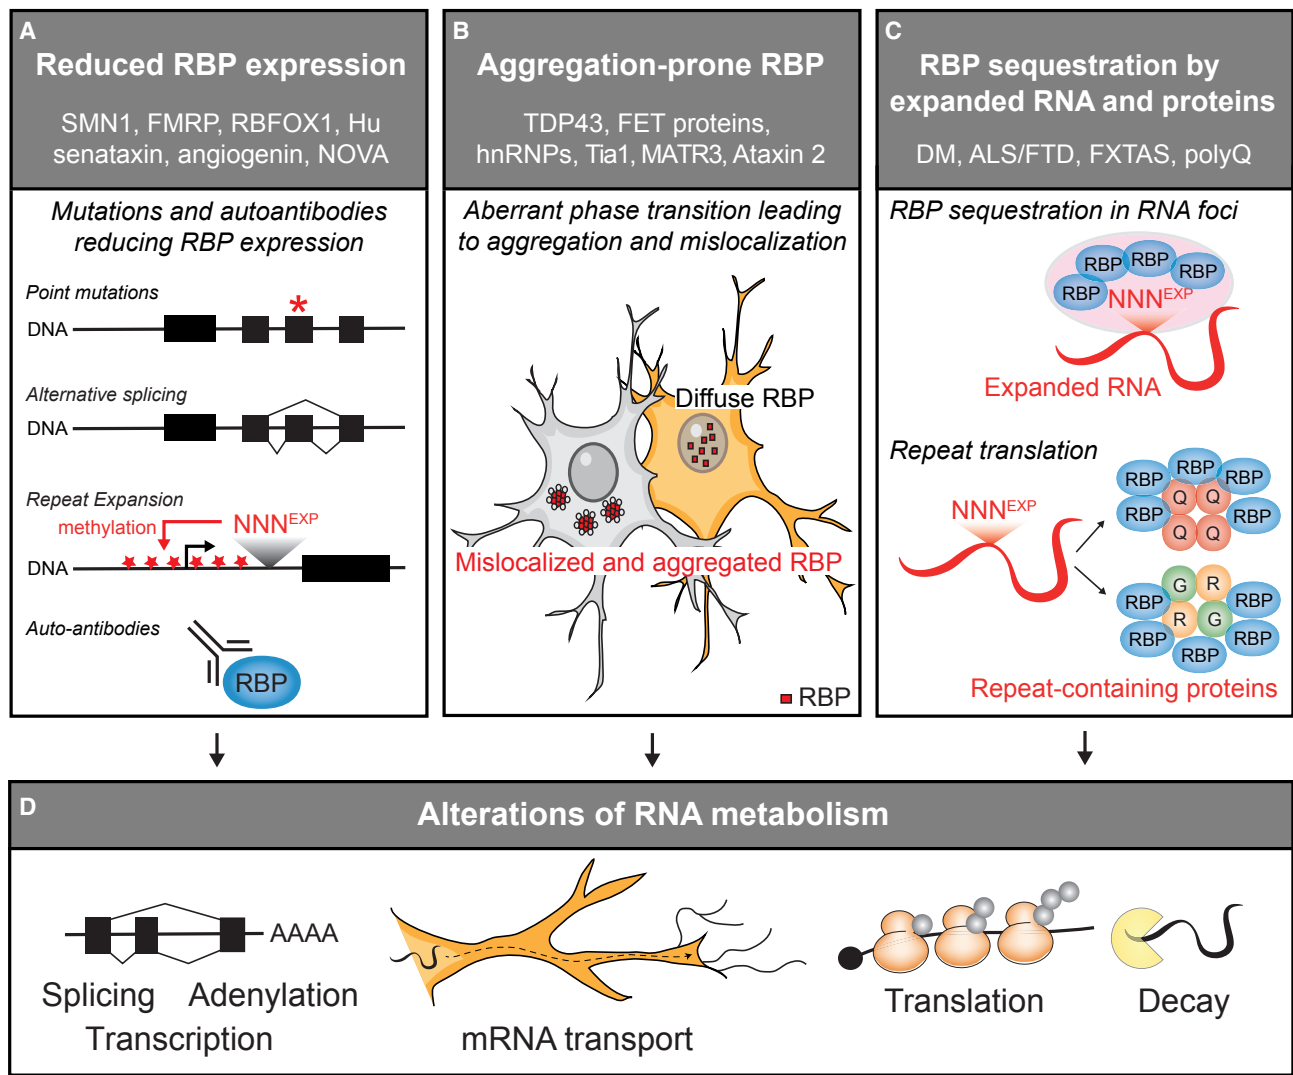 A
Reduced RBP expression
SMN1, FMRP, RBFOX1, Hu
senataxin, angiogenin, NOVA
Mutations and autoantibodies
reducing RBP expression
Point mutations
*
DNA
Alternative splicing
DNA
Repeat Expansion
methylation
NNNEXP
DNA
Auto-antibodies
RBP
B
Aggregation-prone RBP
TDP43, FET proteins,
hnRNPs, Tia1, MATR3, Ataxin 2
Aberrant phase transition leading
to aggregation and mislocalization
Diffuse RBP
Mislocalized and aggregated RBP
RBP
C
RBP sequestration by
expanded RNA and proteins
DM, ALS/FTD, FXTAS, polyQ
RBP sequestration in RNA foci
RBP RBP RBP
RBP NNNEXP
Expanded RNA
Repeat translation
NNNEXP
RBP RBP RBP
Q Q
RBP RBP
Q Q
G R
RBP RBP
R G
RBP RBP
RBP
Repeat-containing proteins
D
Alterations of RNA metabolism
AAAA
Splicing Adenylation
Transcription
mRNA transport
Translation
Decay